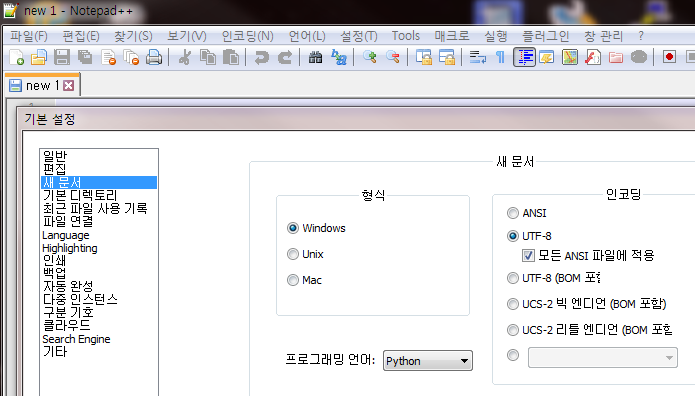 new 1 - Notepad++
파일(F) 편집(E) 찾기(S) 보기(V) 인코딩(N) 언어(L) 설정(T) Tools 매크로 실행 플러그인 창 관리 ?
new 1
기본 설정
일반
편집
새 문서
기본 디렉토리
최근 파일 사용 기록
파일 연결
Language
Highlighting
인쇄
백업
자동 완성
다중 인스턴스
구분 기호
클라우드
Search Engine
기타
새 문서
형식
Windows
Unix
Mac
프로그래밍 언어: Python
인코딩
ANSI
UTF-8
모든 ANSI 파일에 적용
UTF-8 (BOM 포함
UCS-2 빅 엔디언 (BOM 포함)
UCS-2 리틀 엔디언 (BOM 포함